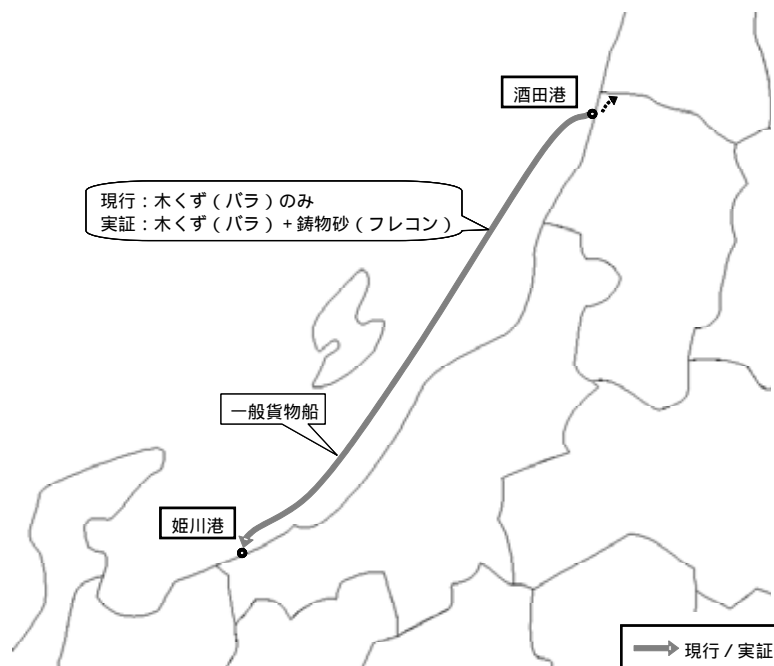 酒田港
現行：木くず（バラ）のみ
実証：木くず（バラ）+鋳物砂（フレコン）
一般貨物船
姫川港
現行/実証